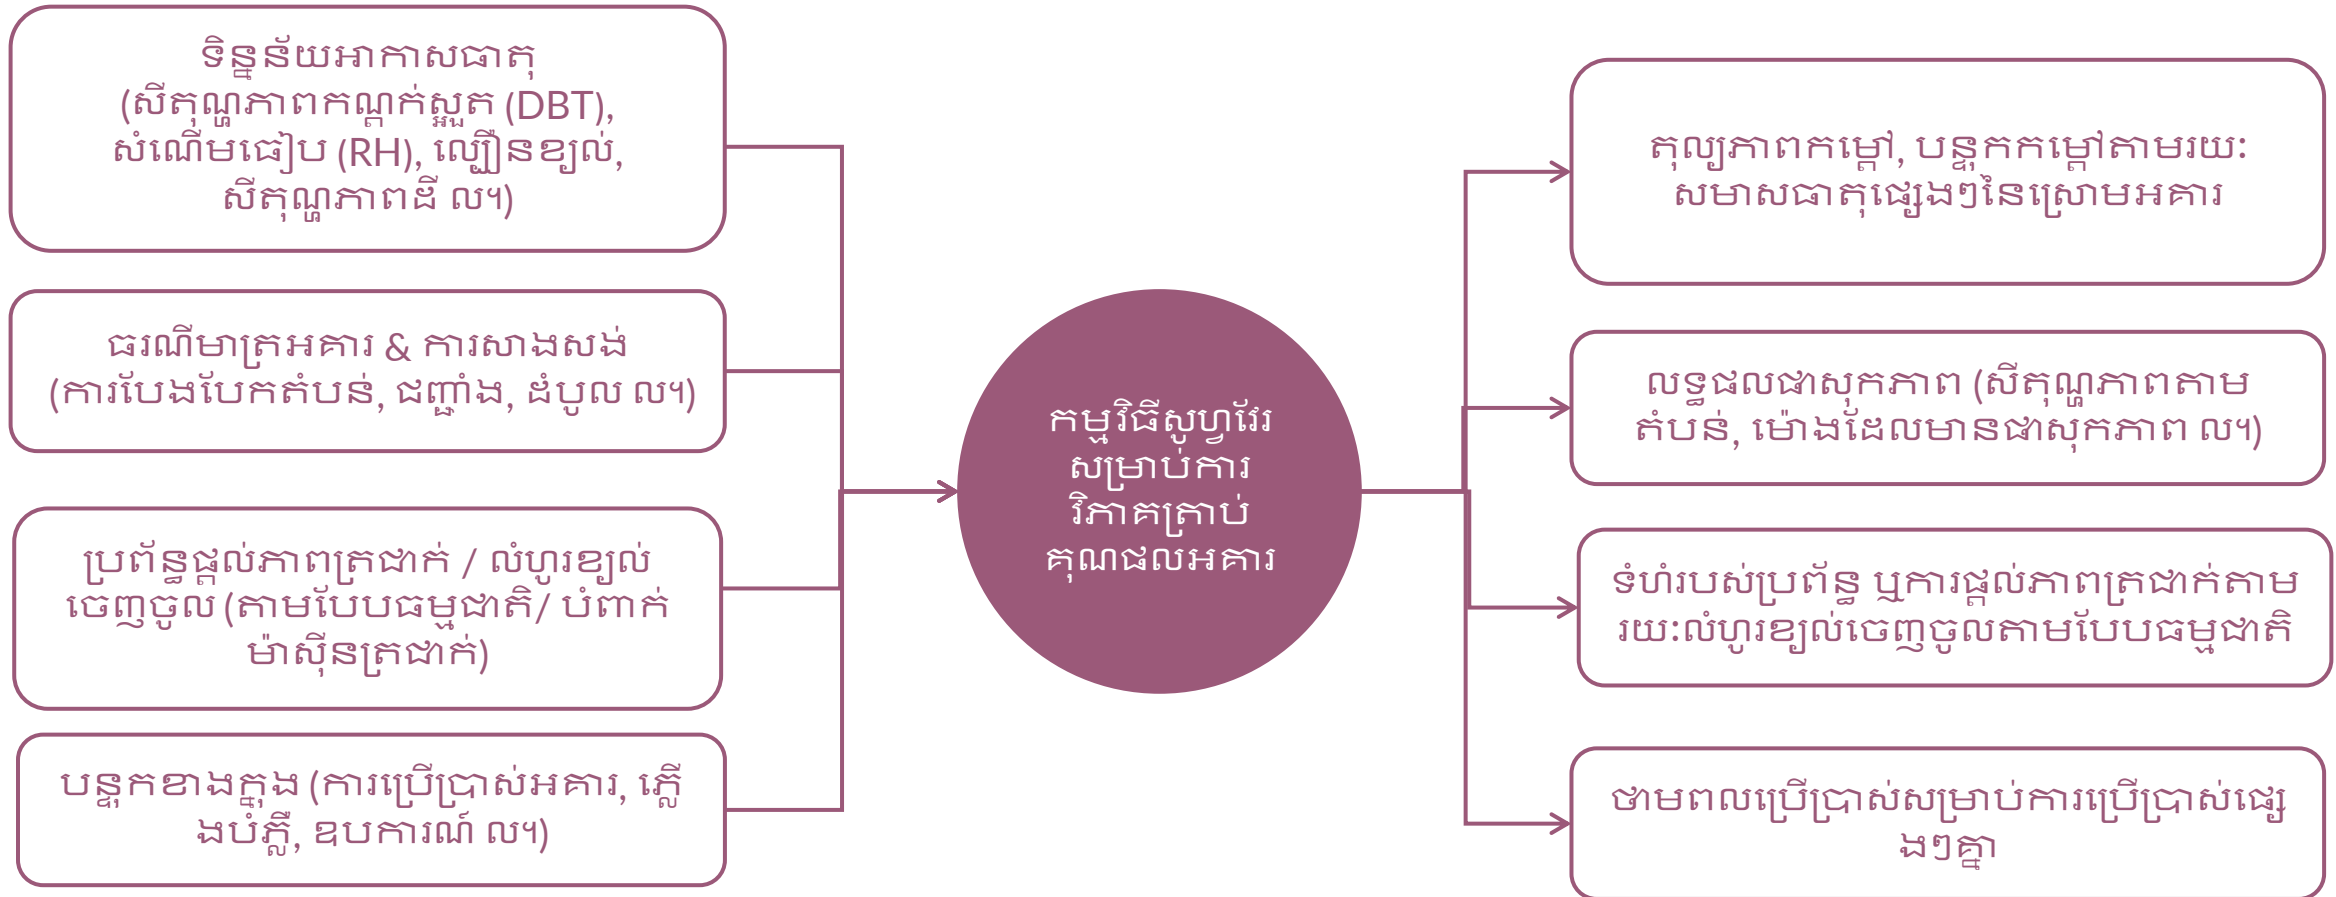 ទិន្នន័យអាកាសធាតុ
(សីតុណ្ហភាពកណ្ដក់ស្ងួត (DBT),
សំណើមធៀប (RH), ល្បឿនខ្យល់,
សីតុណ្ហភាពដី ល។)
ធរណីមាត្រអគារ & ការសាងសង់
(ការបែងបែកតំបន់, ជញ្ជាំង, ដំបូល ល។)
ប្រព័ន្ធផ្ដល់ភាពត្រជាក់ / លំហូរខ្យល់
ចេញចូល (តាមបែបធម្មជាតិ/ បំពាក់
ម៉ាស៊ីនត្រជាក់)
បន្ទុកខាងក្នុង (ការប្រើប្រាស់អគារ, ភ្លើ
ងបំភ្លឺ, ឧបការណ៍ ល។)
កម្មវិធីសូហ្វវែរ
សម្រាប់ការ
វិភាគត្រាប់
គុណផលអគារ
តុល្យភាពកម្ដៅ, បន្ទុកកម្ដៅតាមរយៈ
សមាសធាតុផ្សេងៗនៃស្រោមអគារ
លទ្ធផលផាសុកភាព (សីតុណ្ហភាពតាម
តំបន់, ម៉ោងដែលមានផាសុកភាព ល។)
ទំហំរបស់ប្រព័ន្ធ ឬការផ្ដល់ភាពត្រជាក់តាម
រយៈលំហូរខ្យល់ចេញចូលតាមបែបធម្មជាតិ
ថាមពលប្រើប្រាស់សម្រាប់ការប្រើប្រាស់ផ្សេ
ងៗគ្នា